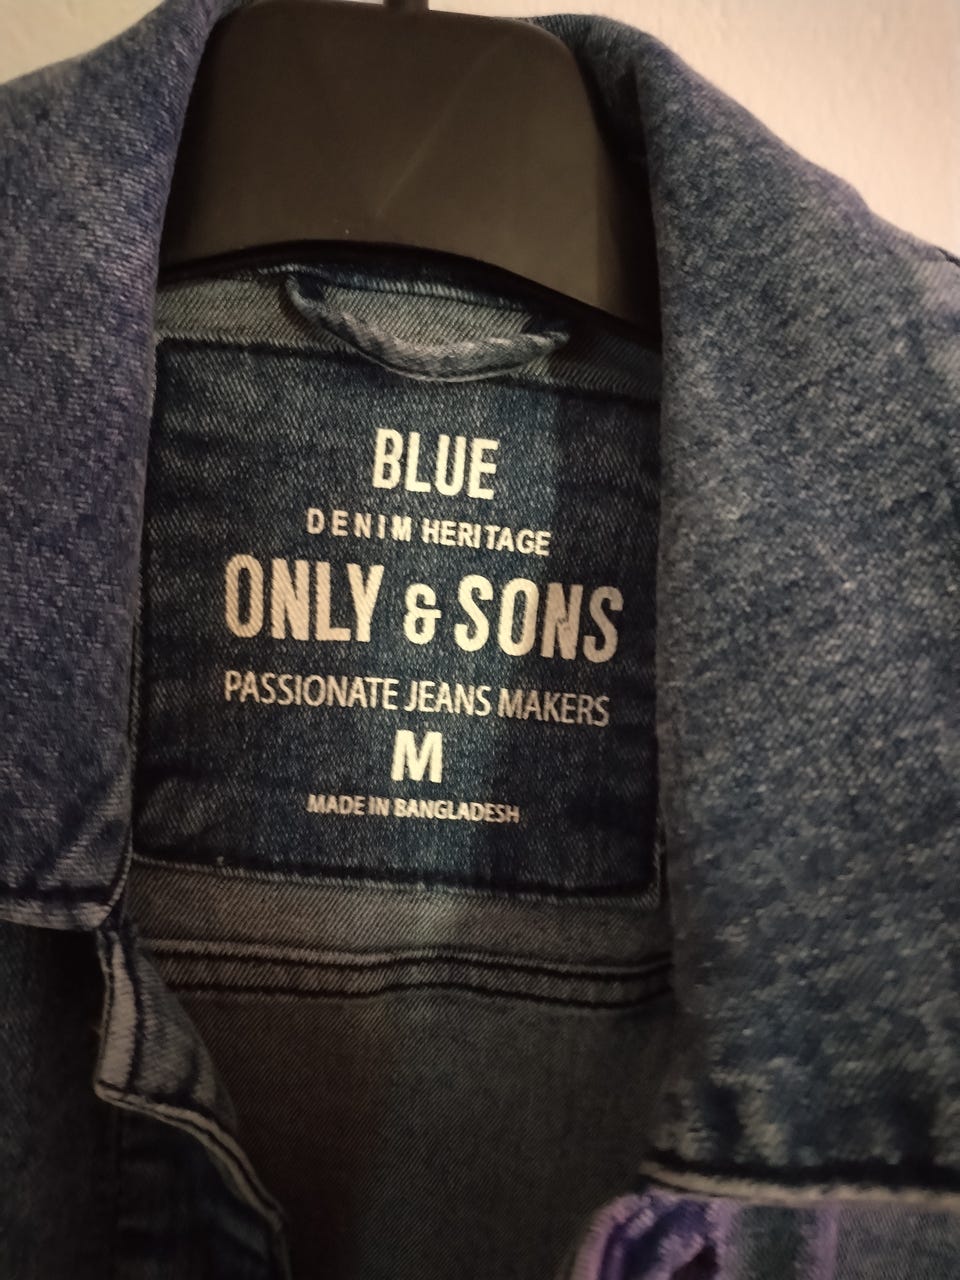 BLUE
DENIM HERITAGE
ONLY & SONS
PASSIONATE JEANS MAKERS
M
MADE IN BANGLADESH